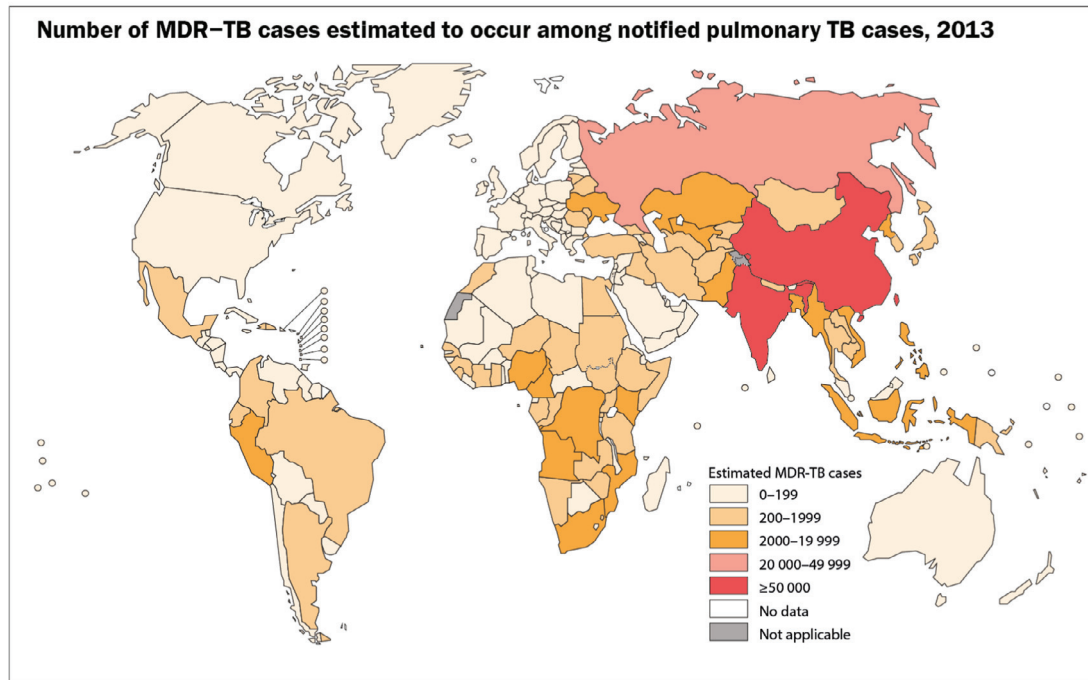 Number of MDR–TB cases estimated to occur among notified pulmonary TB cases, 2013
Estimated MDR-TB cases
0–199
200–1999
2000–19 999
20 000–49 999
≥50 000
No data
Not applicable